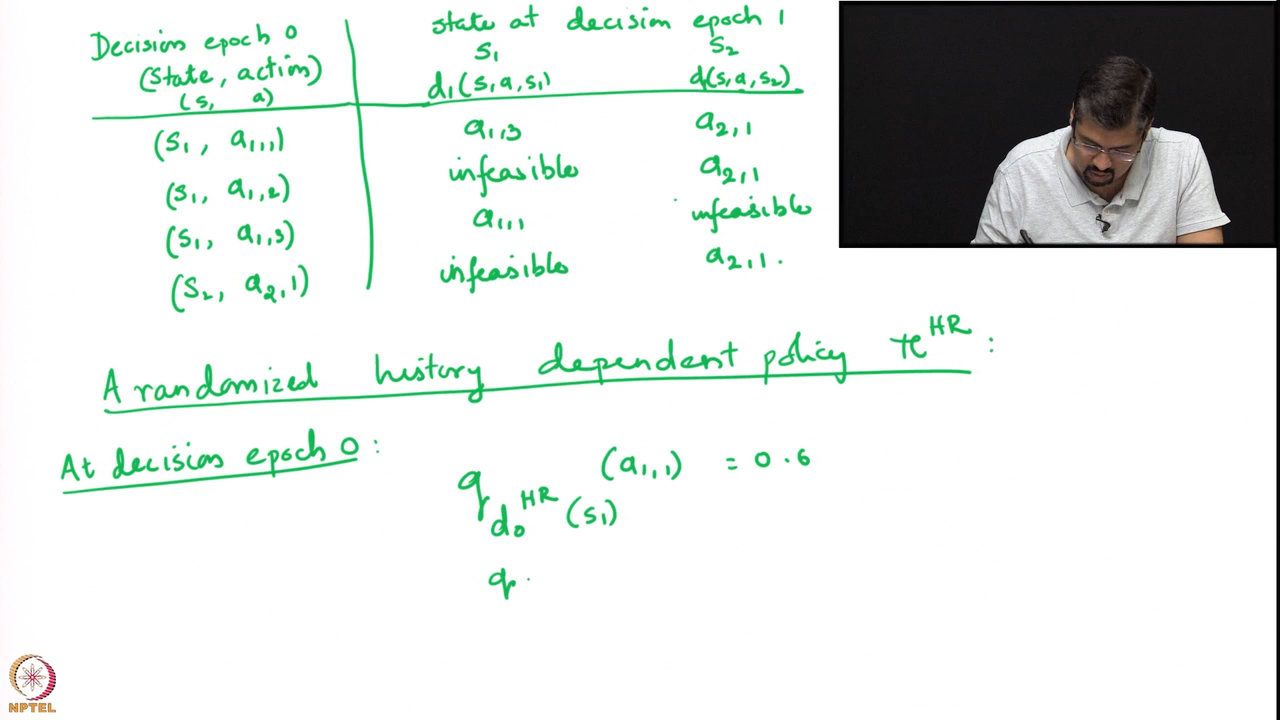 Decision epoch 0 state at decision epoch 1
(state, action) s₁ s₂
(s, a) d₁(s,a,s₁) d₁(s,a,s₂)
(s₁, a₁,₁) a₁,₃ a₂,₁
(s₁, a₁,₂) infeasible a₂,₁
(s₁, a₁,₃) a₁,₁ infeasible
(s₂, a₂,₁) infeasible a₂,₁.
A randomized history dependent policy π^HR :
At decision epoch 0 :
q_{d₀^HR (s₁)} (a₁,₁) = 0.6
q
NPTEL